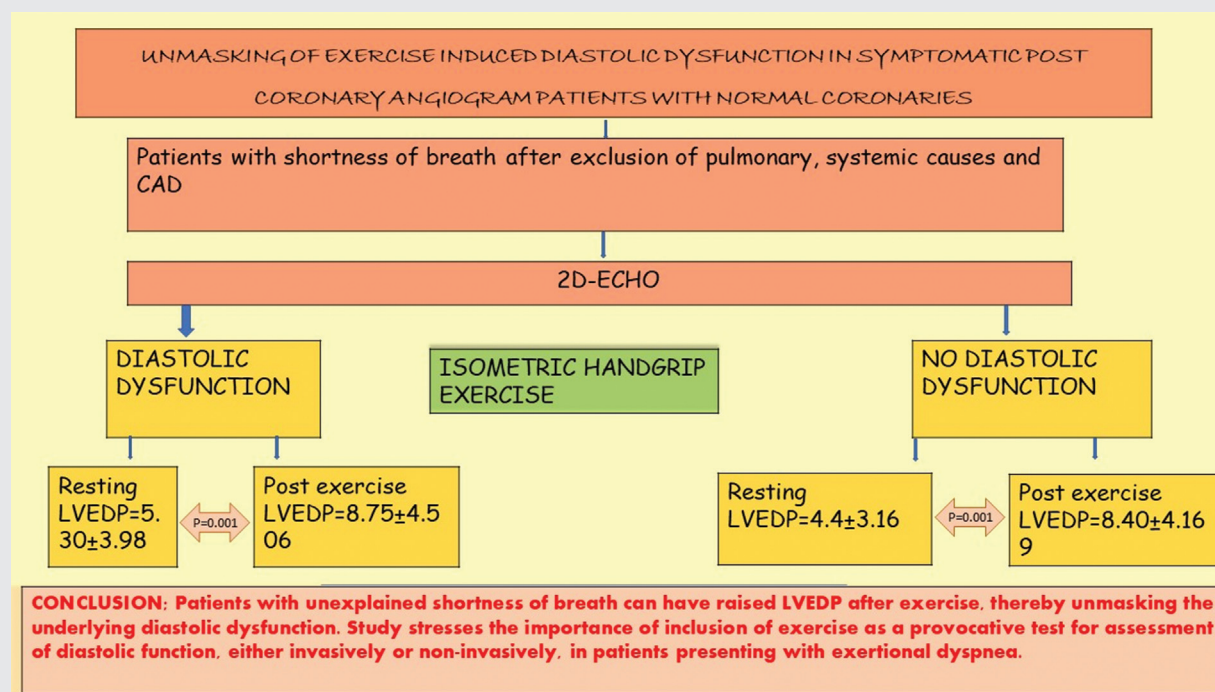 UNMASKING OF EXERCISE INDUCED DIASTOLIC DYSFUNCTION IN SYMPTOMATIC POST
CORONARY ANGIOGRAM PATIENTS WITH NORMAL CORONARIES
Patients with shortness of breath after exclusion of pulmonary, systemic causes and
CAD
2D-ECHO
DIASTOLIC
DYSFUNCTION
ISOMETRIC HANDGRIP
EXERCISE
NO DIASTOLIC
DYSFUNCTION
Resting
LVEDP=5.
30±3.98
P=0.001
Post exercise
LVEDP=8.75±4.5
06
Resting
LVEDP=4.4±3.16
P=0.001
Post exercise
LVEDP=8.40±4.16
9
CONCLUSION: Patients with unexplained shortness of breath can have raised LVEDP after exercise, thereby unmasking the
underlying diastolic dysfunction. Study stresses the importance of inclusion of exercise as a provocative test for assessment
of diastolic function, either invasively or non-invasively, in patients presenting with exertional dyspnea.